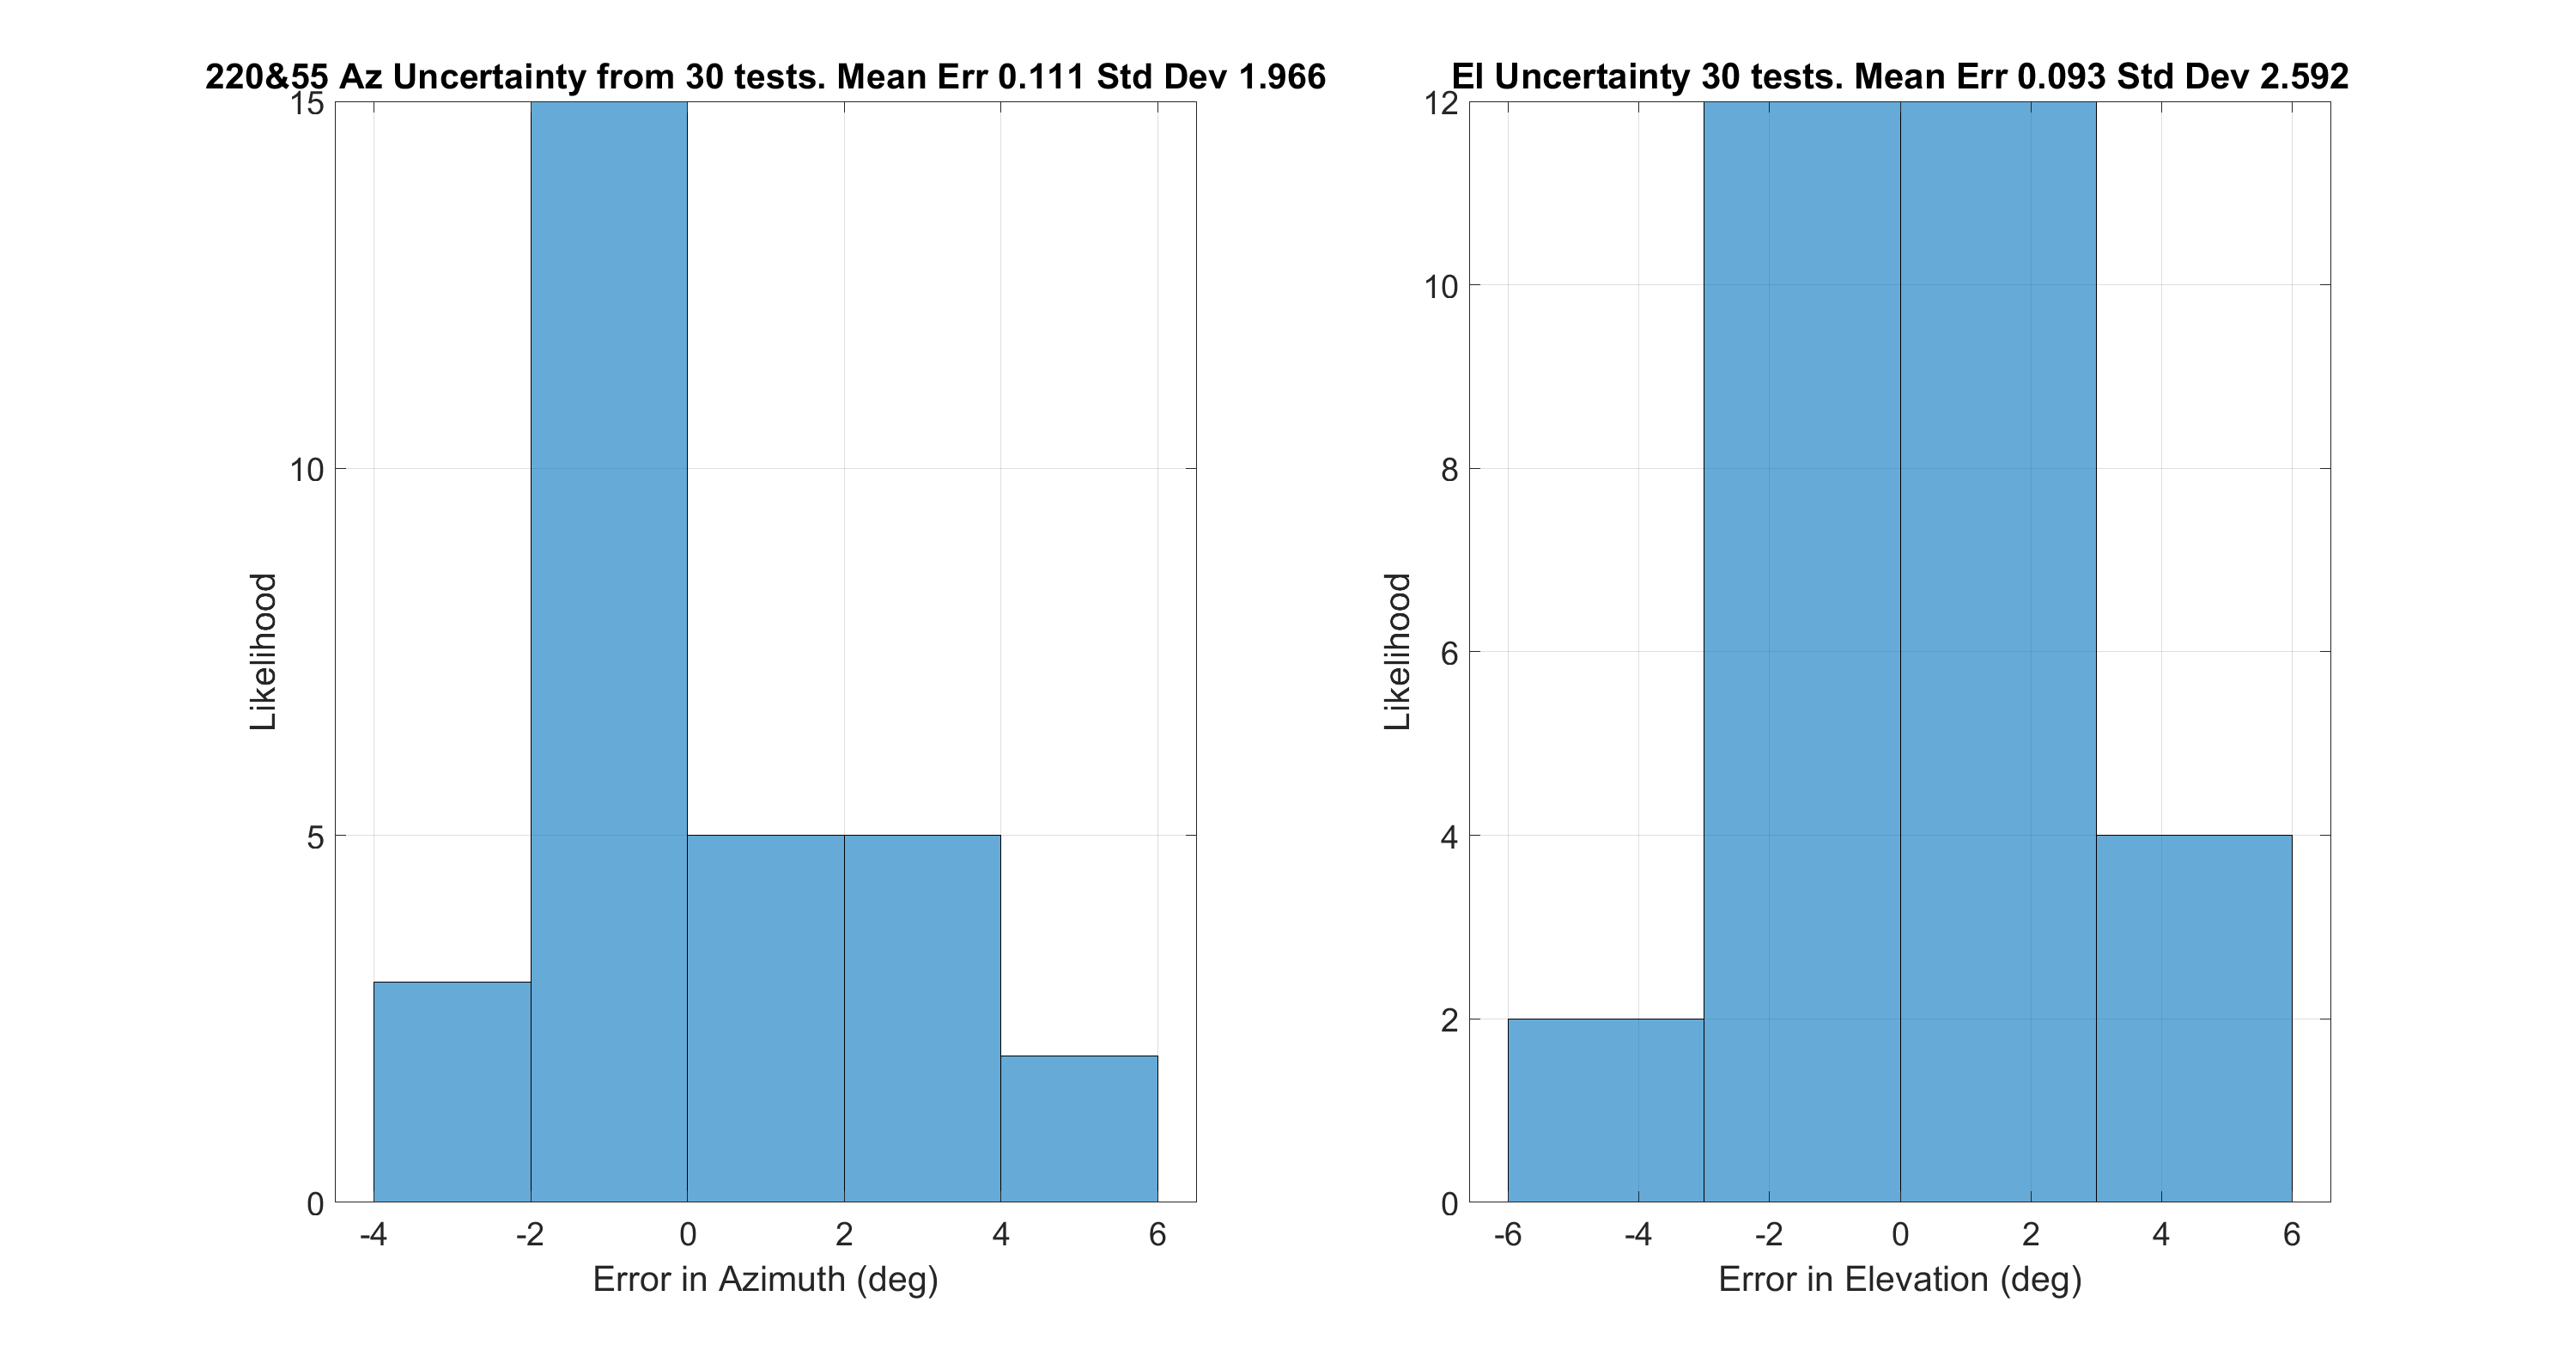 220&55 Az Uncertainty from 30 tests. Mean Err 0.111 Std Dev 1.966
15
10
5
0
Likelihood
-4 -2 0 2 4 6
Error in Azimuth (deg)
El Uncertainty 30 tests. Mean Err 0.093 Std Dev 2.592
12
10
8
6
4
2
0
Likelihood
-6 -4 -2 0 2 4 6
Error in Elevation (deg)